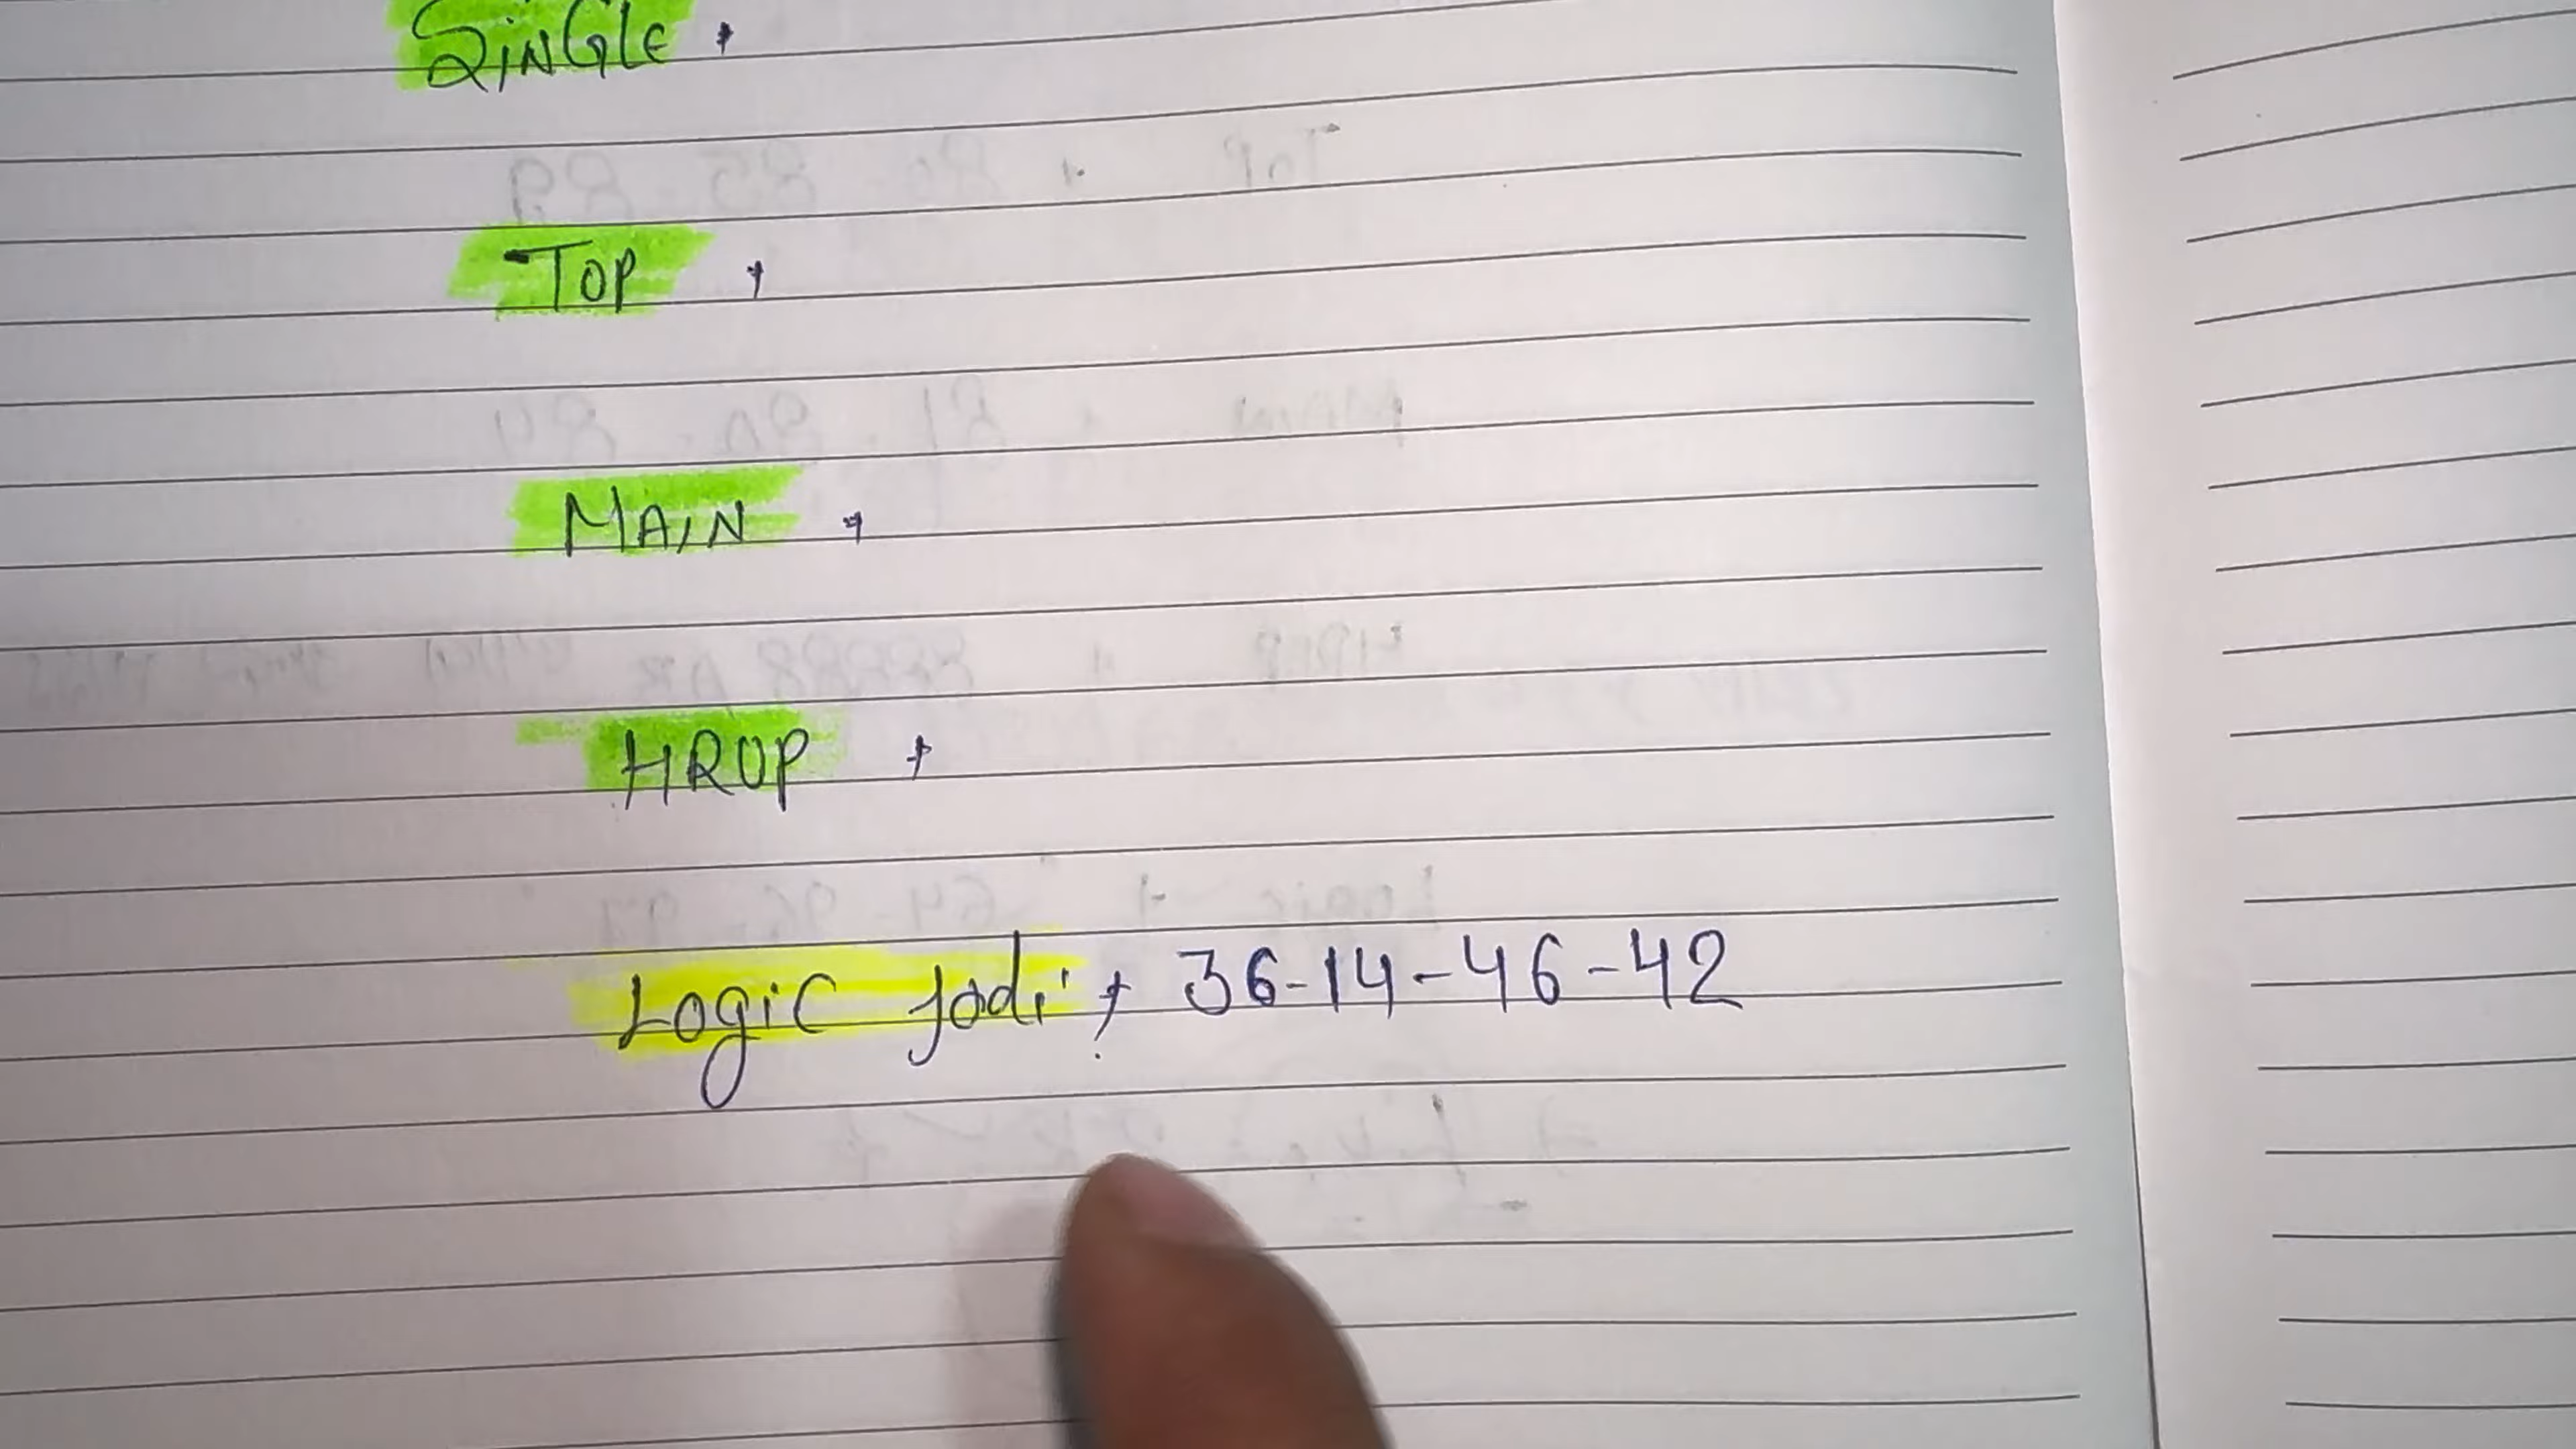 SiNGLE →
TOP →
MAIN →
HROP →
Logic Jodi → 36-14-46-42